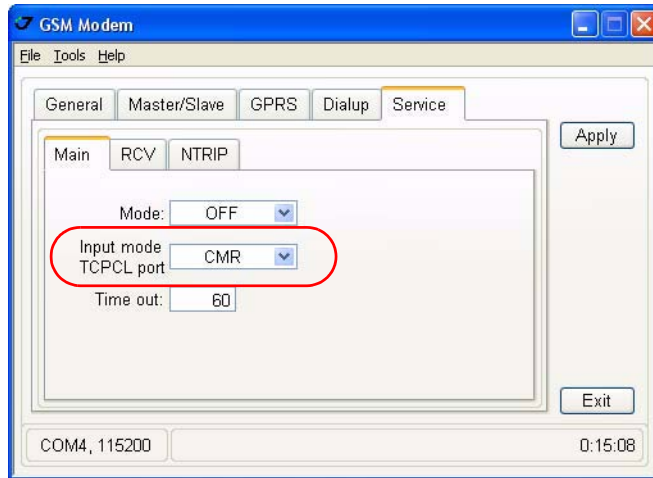 GSM Modem
File Tools Help
General Master/Slave GPRS Dialup Service
Apply
Main RCV NTRIP
Mode: OFF
Input mode
TCPCL port CMR
Time out: 60
Exit
COM4, 115200 0:15:08